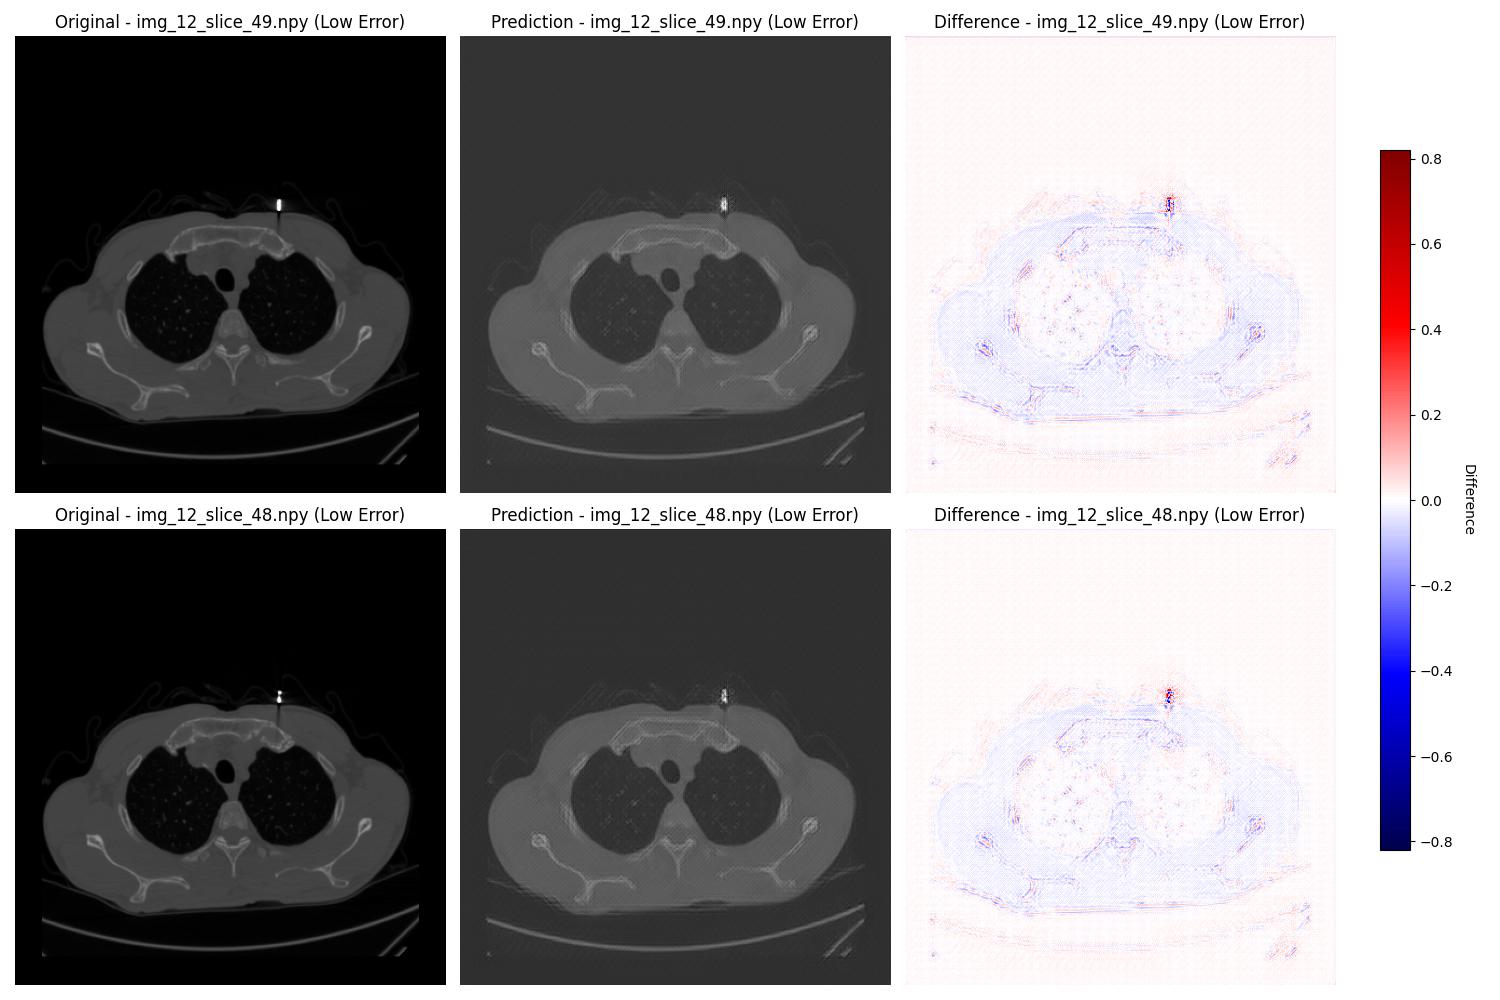 Original - img_12_slice_49.npy (Low Error)
Prediction - img_12_slice_49.npy (Low Error)
Difference - img_12_slice_49.npy (Low Error)
Original - img_12_slice_48.npy (Low Error)
Prediction - img_12_slice_48.npy (Low Error)
Difference - img_12_slice_48.npy (Low Error)
0.8
0.6
0.4
0.2
0.0
−0.2
−0.4
−0.6
−0.8
Difference